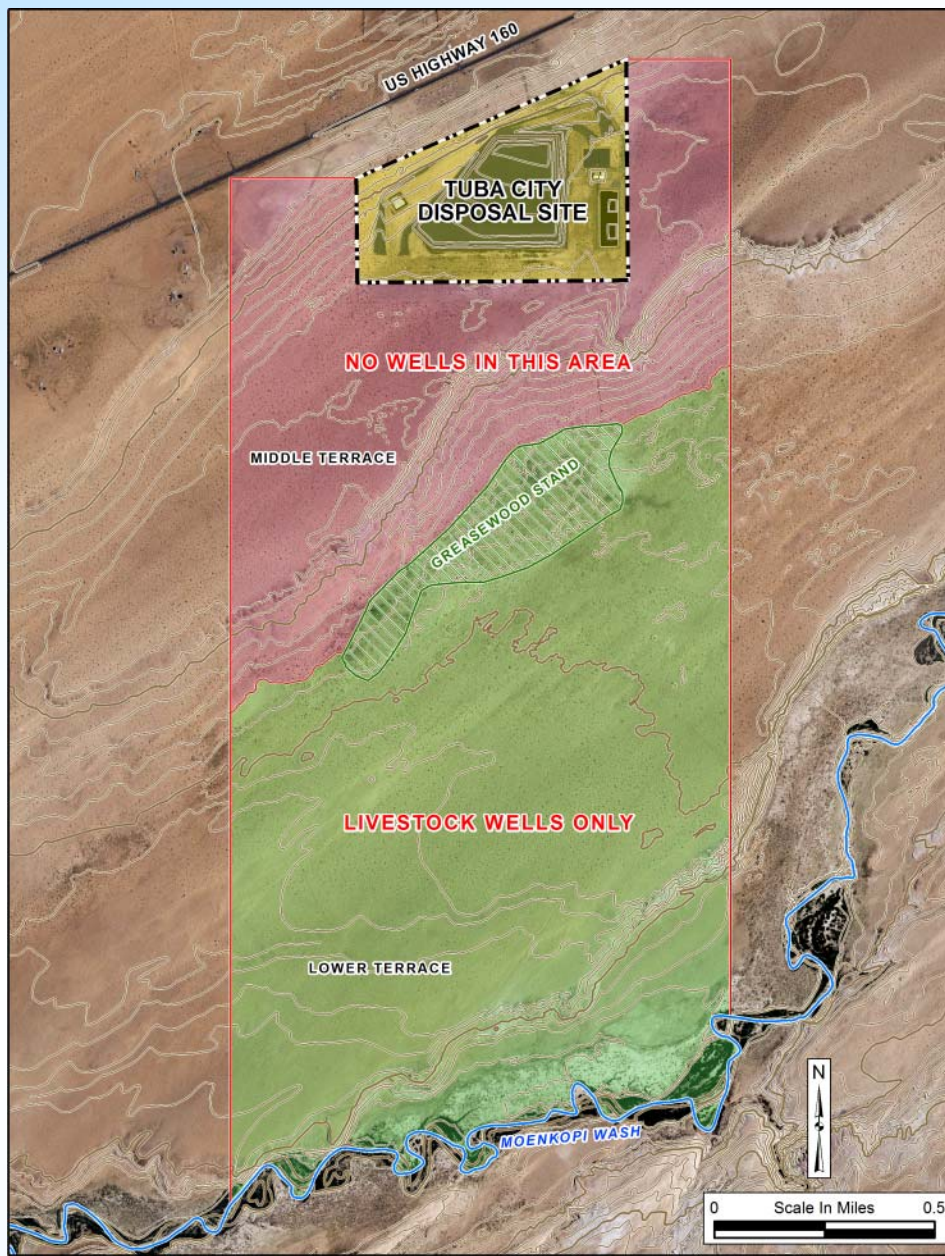 US HIGHWAY 160
TUBA CITY
DISPOSAL SITE
NO WELLS IN THIS AREA
MIDDLE TERRACE
GREASEWOOD STAND
LIVESTOCK WELLS ONLY
LOWER TERRACE
N
MOENKOPI WASH
0 Scale In Miles 0.5